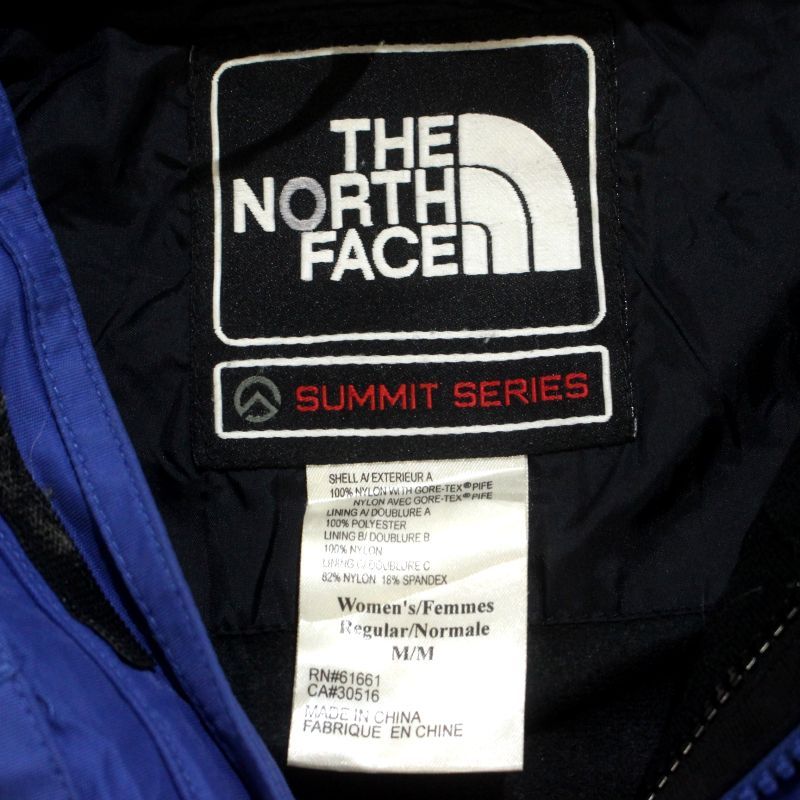 THE
NORTH
FACE
SUMMIT SERIES
SHELL A/ EXTERIEUR A
100% NYLON WITH GORE-TEX® PIFE
NYLON AVEC GORE-TEX® PIFE
LINING A/ DOUBLURE A
100% POLYESTER
LINING B/ DOUBLURE B
100% NYLON
LINING C/ DOUBLURE C
82% NYLON 18% SPANDEX
Women's/Femmes
Regular/Normale
M/M
RN#61661
CA#30516
MADE IN CHINA
FABRIQUE EN CHINE